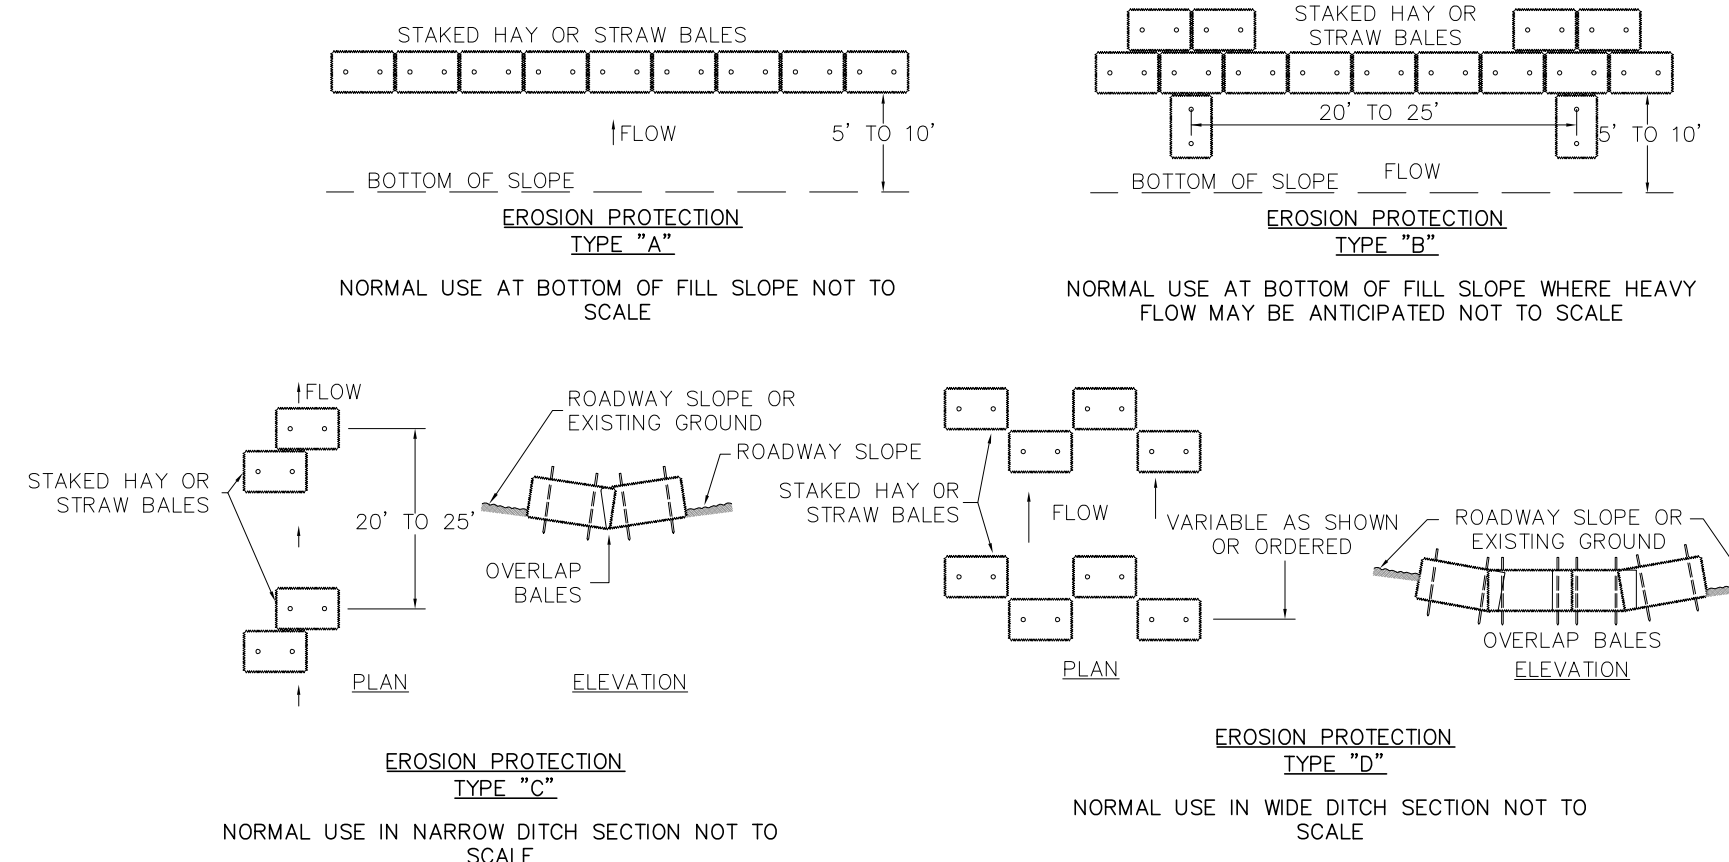 STAKED HAY OR STRAW BALES
FLOW
5' TO 10'
BOTTOM OF SLOPE
EROSION PROTECTION
TYPE "A"
NORMAL USE AT BOTTOM OF FILL SLOPE NOT TO
SCALE
STAKED HAY OR
STRAW BALES
20' TO 25'
5' TO 10'
FLOW
BOTTOM OF SLOPE
EROSION PROTECTION
TYPE "B"
NORMAL USE AT BOTTOM OF FILL SLOPE WHERE HEAVY
FLOW MAY BE ANTICIPATED NOT TO SCALE
FLOW
STAKED HAY OR
STRAW BALES
20' TO 25'
PLAN
ROADWAY SLOPE OR
EXISTING GROUND
ROADWAY SLOPE
OVERLAP
BALES
ELEVATION
EROSION PROTECTION
TYPE "C"
NORMAL USE IN NARROW DITCH SECTION NOT TO
SCALE
STAKED HAY OR
STRAW BALES
FLOW
VARIABLE AS SHOWN
OR ORDERED
PLAN
ROADWAY SLOPE OR
EXISTING GROUND
OVERLAP BALES
ELEVATION
EROSION PROTECTION
TYPE "D"
NORMAL USE IN WIDE DITCH SECTION NOT TO
SCALE